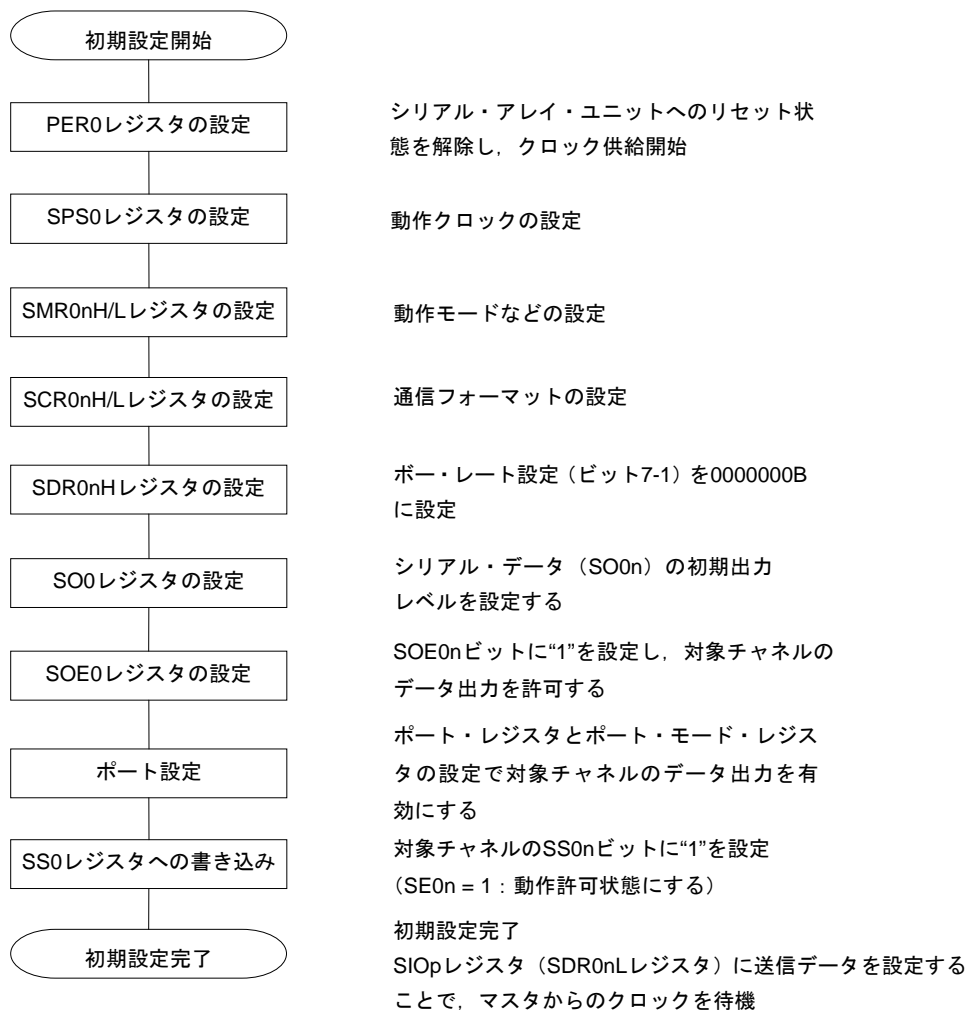 初期設定開始
PER0レジスタの設定
シリアル・アレイ・ユニットへのリセット状
態を解除し，クロック供給開始
SPS0レジスタの設定
動作クロックの設定
SMR0nH/Lレジスタの設定
動作モードなどの設定
SCR0nH/Lレジスタの設定
通信フォーマットの設定
SDR0nHレジスタの設定
ボー・レート設定（ビット7-1）を0000000B
に設定
SO0レジスタの設定
シリアル・データ（SO0n）の初期出力
レベルを設定する
SOE0レジスタの設定
SOE0nビットに“1”を設定し，対象チャネルの
データ出力を許可する
ポート設定
ポート・レジスタとポート・モード・レジス
タの設定で対象チャネルのデータ出力を有
効にする
SS0レジスタへの書き込み
対象チャネルのSS0nビットに“1”を設定
（SE0n = 1：動作許可状態にする）
初期設定完了
初期設定完了
SIOpレジスタ（SDR0nLレジスタ）に送信データを設定する
ことで，マスタからのクロックを待機